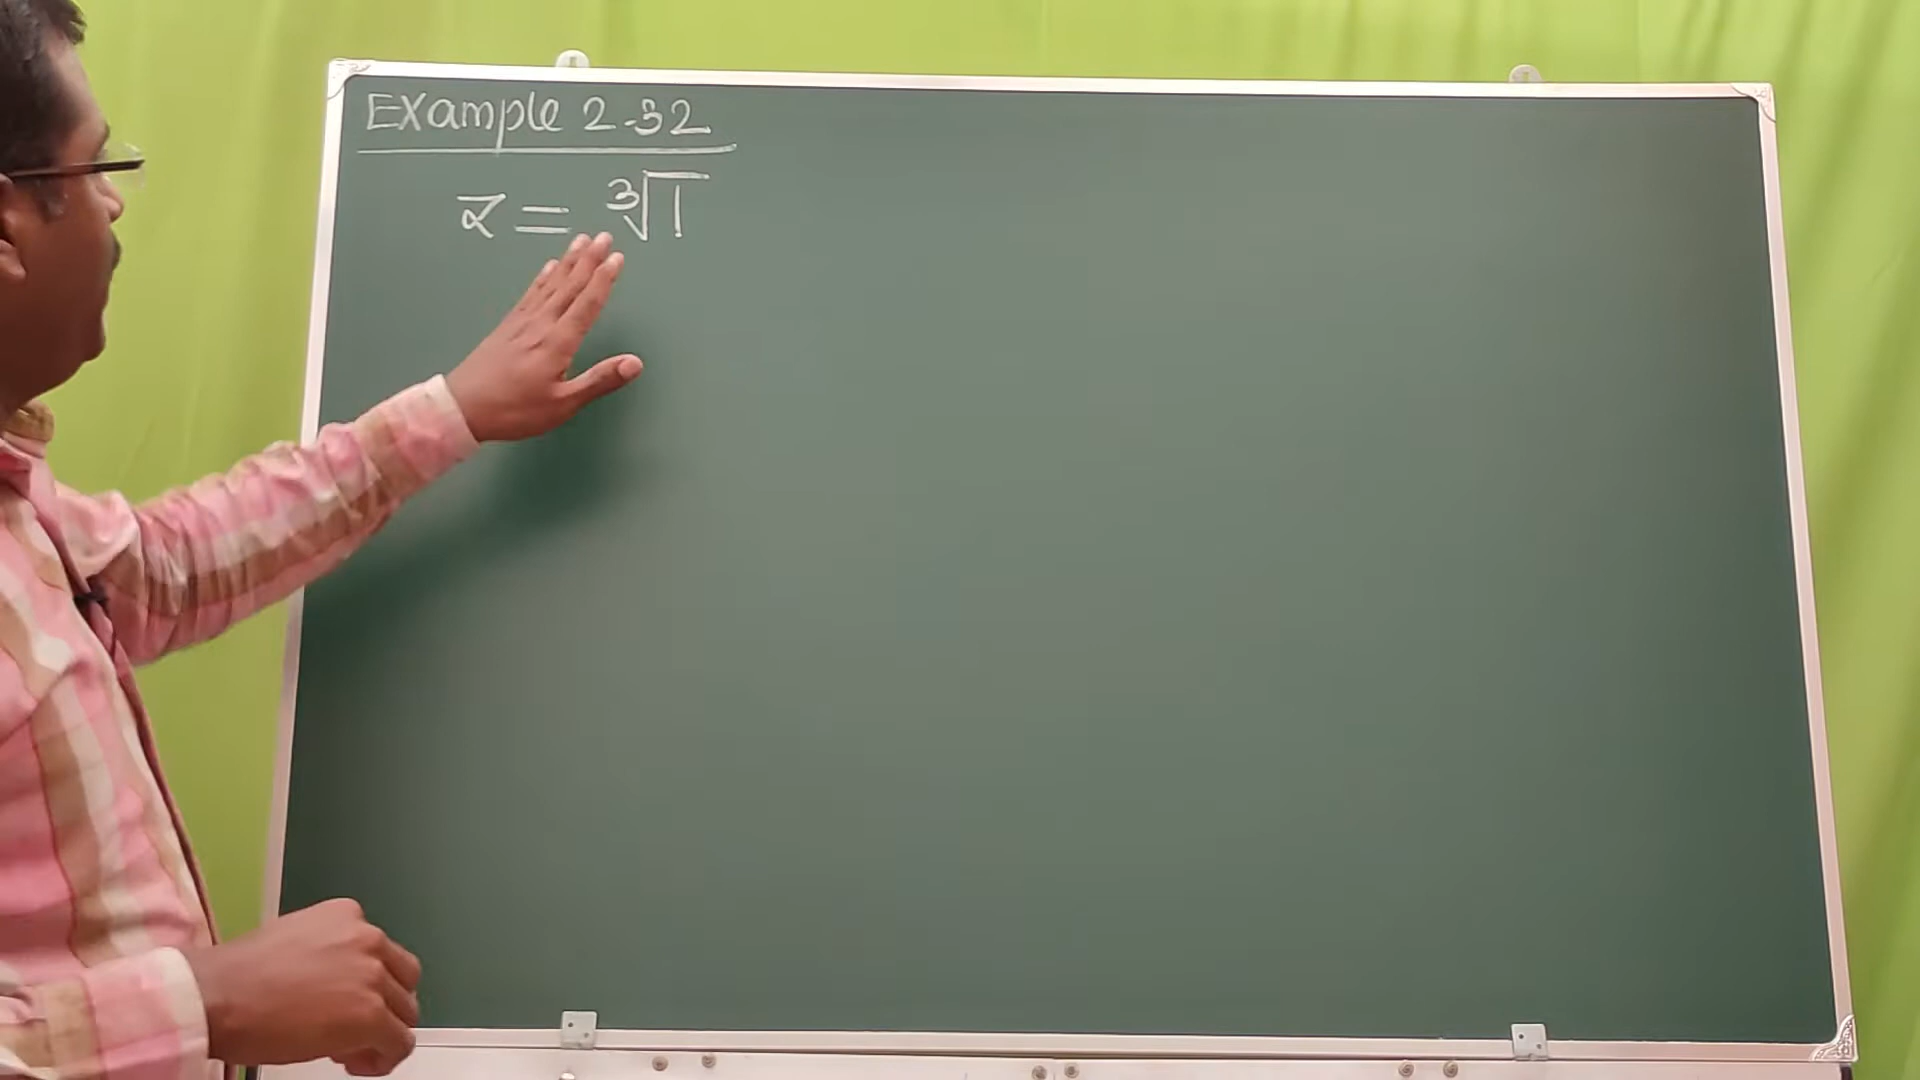 Example 2.32
z = ∛1